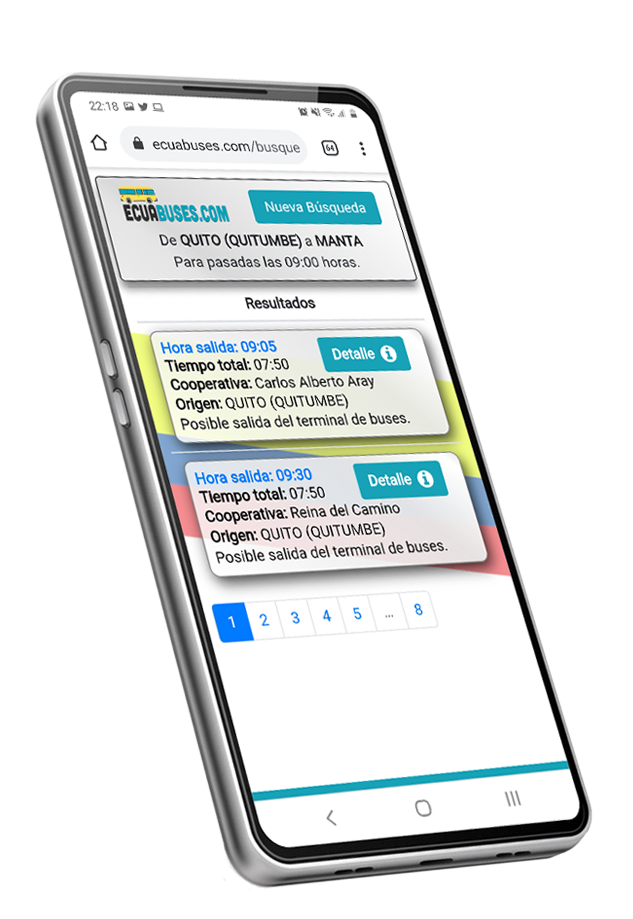 22:18
ecuabuses.com/busque
64
ECUABUSES.COM
Nueva Búsqueda
De QUITO (QUITUMBE) a MANTA
Para pasadas las 09:00 horas.
Resultados
Hora salida: 09:05
Detalle
Tiempo total: 07:50
Cooperativa: Carlos Alberto Aray
Origen: QUITO (QUITUMBE)
Posible salida del terminal de buses.
Hora salida: 09:30
Detalle
Tiempo total: 07:50
Cooperativa: Reina del Camino
Origen: QUITO (QUITUMBE)
Posible salida del terminal de buses.
1 2 3 4 5 ... 8